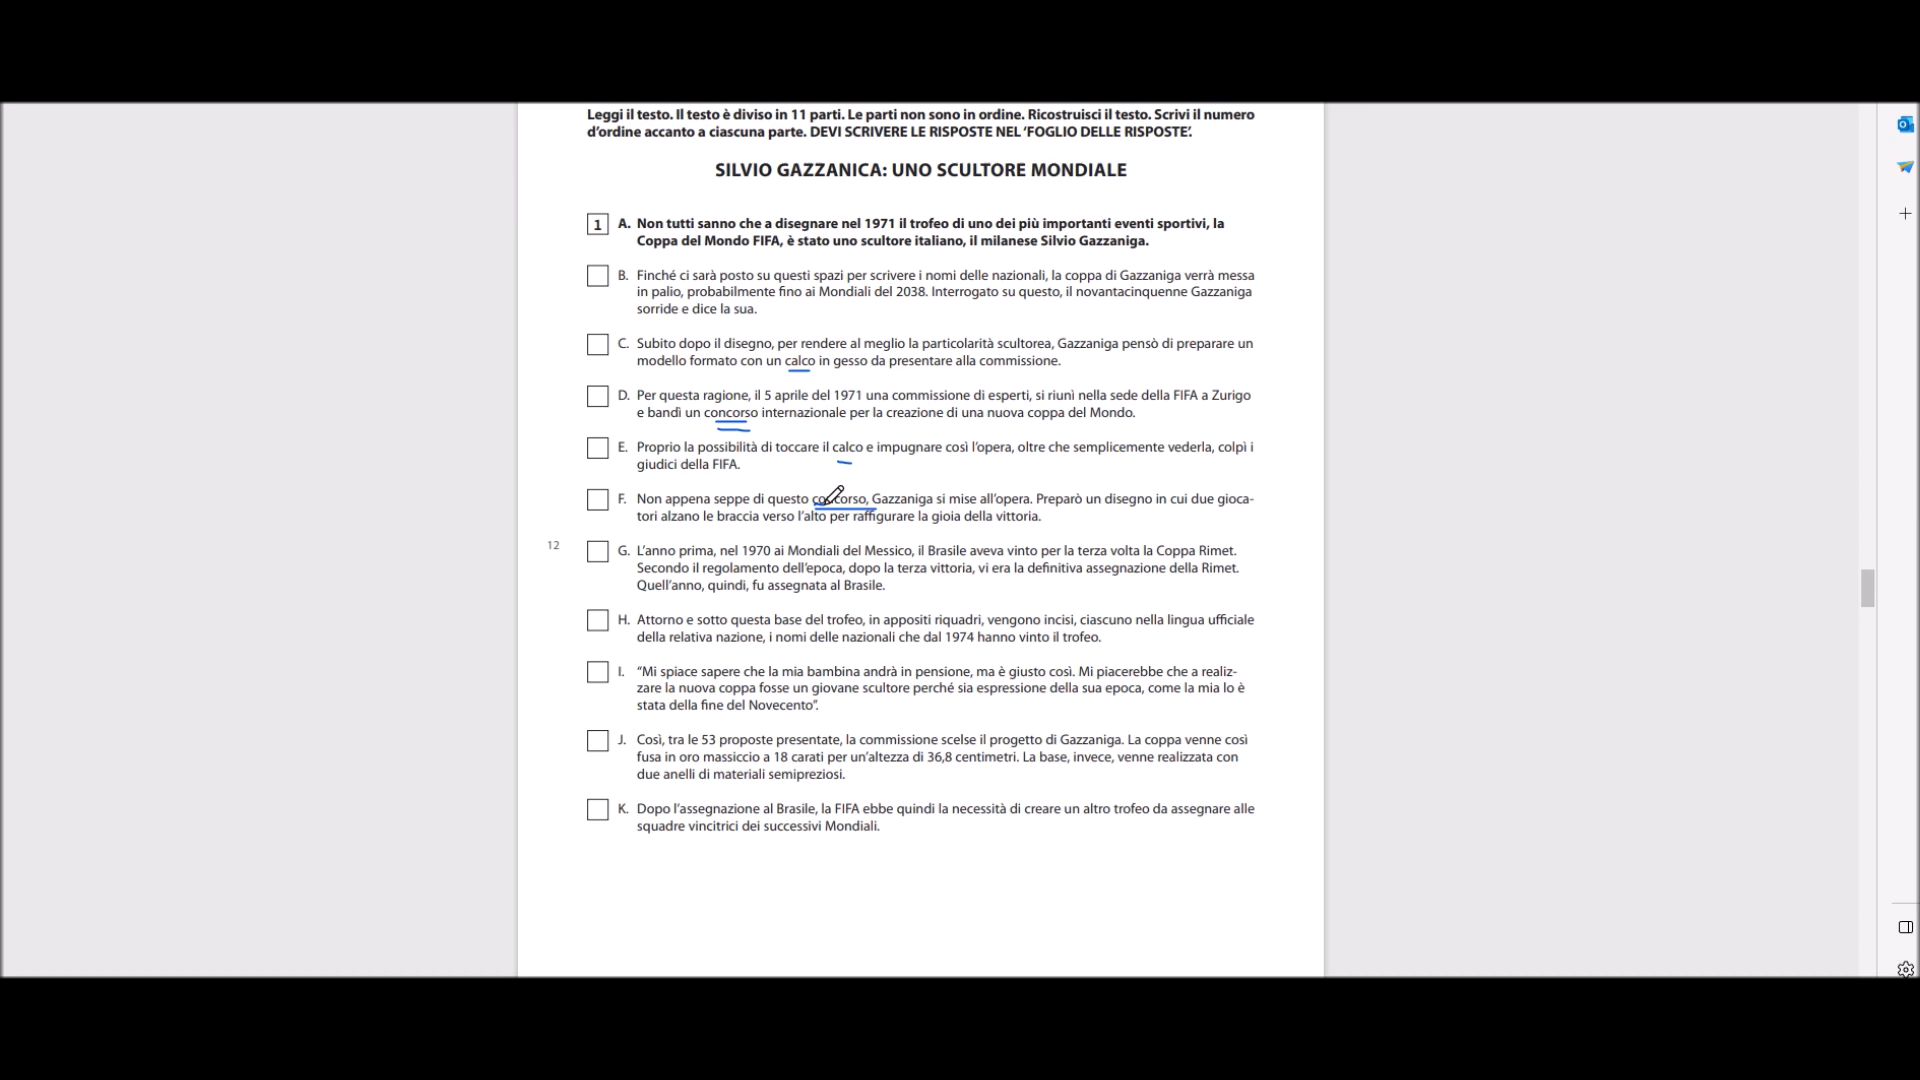 Leggi il testo. Il testo è diviso in 11 parti. Le parti non sono in ordine. Ricostruisci il testo. Scrivi il numero
d'ordine accanto a ciascuna parte. DEVI SCRIVERE LE RISPOSTE NEL 'FOGLIO DELLE RISPOSTE'.
SILVIO GAZZANICA: UNO SCULTORE MONDIALE
1 A. Non tutti sanno che a disegnare nel 1971 il trofeo di uno dei più importanti eventi sportivi, la
Coppa del Mondo FIFA, è stato uno scultore italiano, il milanese Silvio Gazzaniga.
B. Finché ci sarà posto su questi spazi per scrivere i nomi delle nazionali, la coppa di Gazzaniga verrà messa
in palio, probabilmente fino ai Mondiali del 2038. Interrogato su questo, il novantacinquenne Gazzaniga
sorride e dice la sua.
C. Subito dopo il disegno, per rendere al meglio la particolarità scultorea, Gazzaniga pensò di preparare un
modello formato con un calco in gesso da presentare alla commissione.
D. Per questa ragione, il 5 aprile del 1971 una commissione di esperti, si riunì nella sede della FIFA a Zurigo
e bandì un concorso internazionale per la creazione di una nuova coppa del Mondo.
E. Proprio la possibilità di toccare il calco e impugnare così l'opera, oltre che semplicemente vederla, colpì i
giudici della FIFA.
F. Non appena seppe di questo concorso, Gazzaniga si mise all'opera. Preparò un disegno in cui due gioca-
tori alzano le braccia verso l'alto per raffigurare la gioia della vittoria.
12
G. L'anno prima, nel 1970 ai Mondiali del Messico, il Brasile aveva vinto per la terza volta la Coppa Rimet.
Secondo il regolamento dell'epoca, dopo la terza vittoria, vi era la definitiva assegnazione della Rimet.
Quell'anno, quindi, fu assegnata al Brasile.
H. Attorno e sotto questa base del trofeo, in appositi riquadri, vengono incisi, ciascuno nella lingua ufficiale
della relativa nazione, i nomi delle nazionali che dal 1974 hanno vinto il trofeo.
I. "Mi spiace sapere che la mia bambina andrà in pensione, ma è giusto così. Mi piacerebbe che a realiz-
zare la nuova coppa fosse un giovane scultore perché sia espressione della sua epoca, come la mia lo è
stata della fine del Novecento".
J. Così, tra le 53 proposte presentate, la commissione scelse il progetto di Gazzaniga. La coppa venne così
fusa in oro massiccio a 18 carati per un'altezza di 36,8 centimetri. La base, invece, venne realizzata con
due anelli di materiali semipreziosi.
K. Dopo l'assegnazione al Brasile, la FIFA ebbe quindi la necessità di creare un altro trofeo da assegnare alle
squadre vincitrici dei successivi Mondiali.